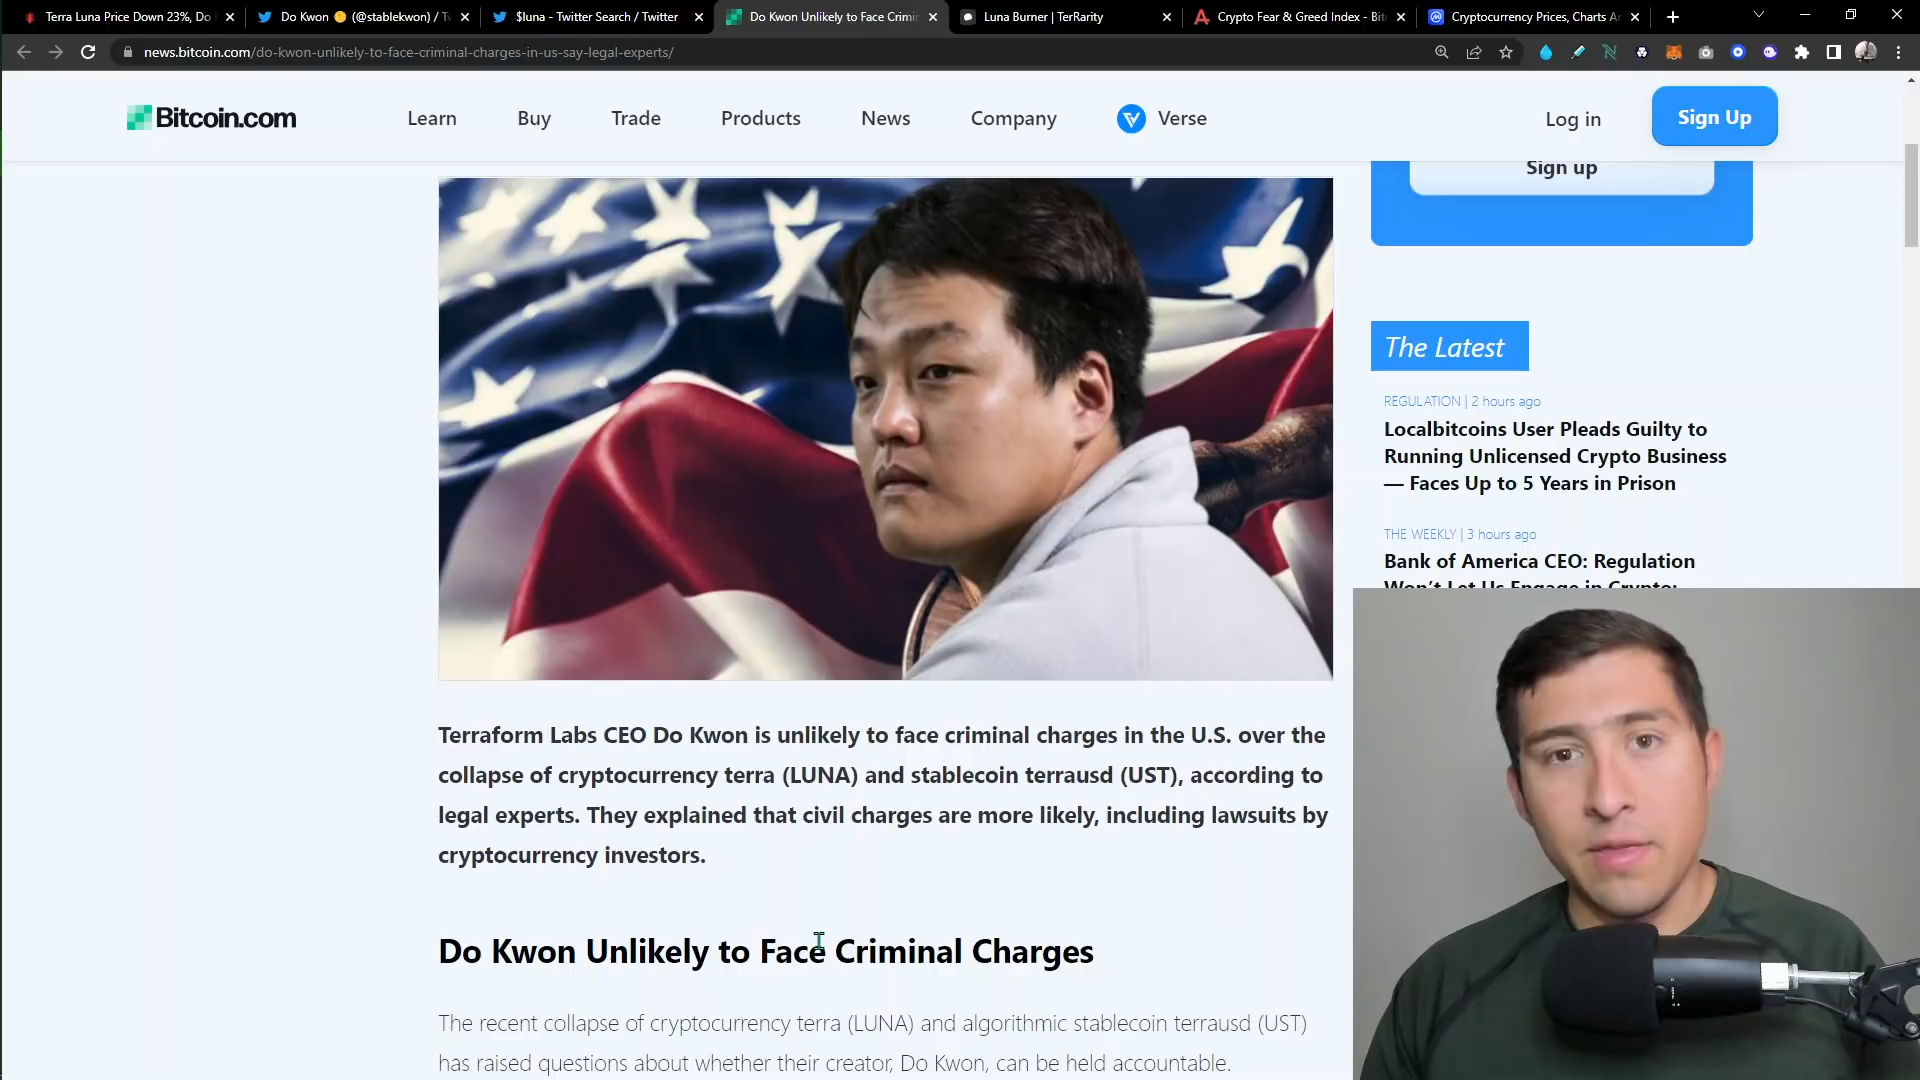 Terra Luna Price Down 23%, Do
Do Kwon 🌕 (@stablekwon) / Tw
$luna - Twitter Search / Twitter
Do Kwon Unlikely to Face Crimin
Luna Burner | TerRarity
Crypto Fear & Greed Index - Bit
Cryptocurrency Prices, Charts A
news.bitcoin.com/do-kwon-unlikely-to-face-criminal-charges-in-us-say-legal-experts/
Bitcoin.com
Learn
Buy
Trade
Products
News
Company
Verse
Log in
Sign Up
Sign up
The Latest
REGULATION | 2 hours ago
Localbitcoins User Pleads Guilty to
Running Unlicensed Crypto Business
— Faces Up to 5 Years in Prison
THE WEEKLY | 3 hours ago
Bank of America CEO: Regulation
Won't Let Us Engage in Crypto;
Terraform Labs CEO Do Kwon is unlikely to face criminal charges in the U.S. over the
collapse of cryptocurrency terra (LUNA) and stablecoin terrausd (UST), according to
legal experts. They explained that civil charges are more likely, including lawsuits by
cryptocurrency investors.
Do Kwon Unlikely to Face Criminal Charges
The recent collapse of cryptocurrency terra (LUNA) and algorithmic stablecoin terrausd (UST)
has raised questions about whether their creator, Do Kwon, can be held accountable.